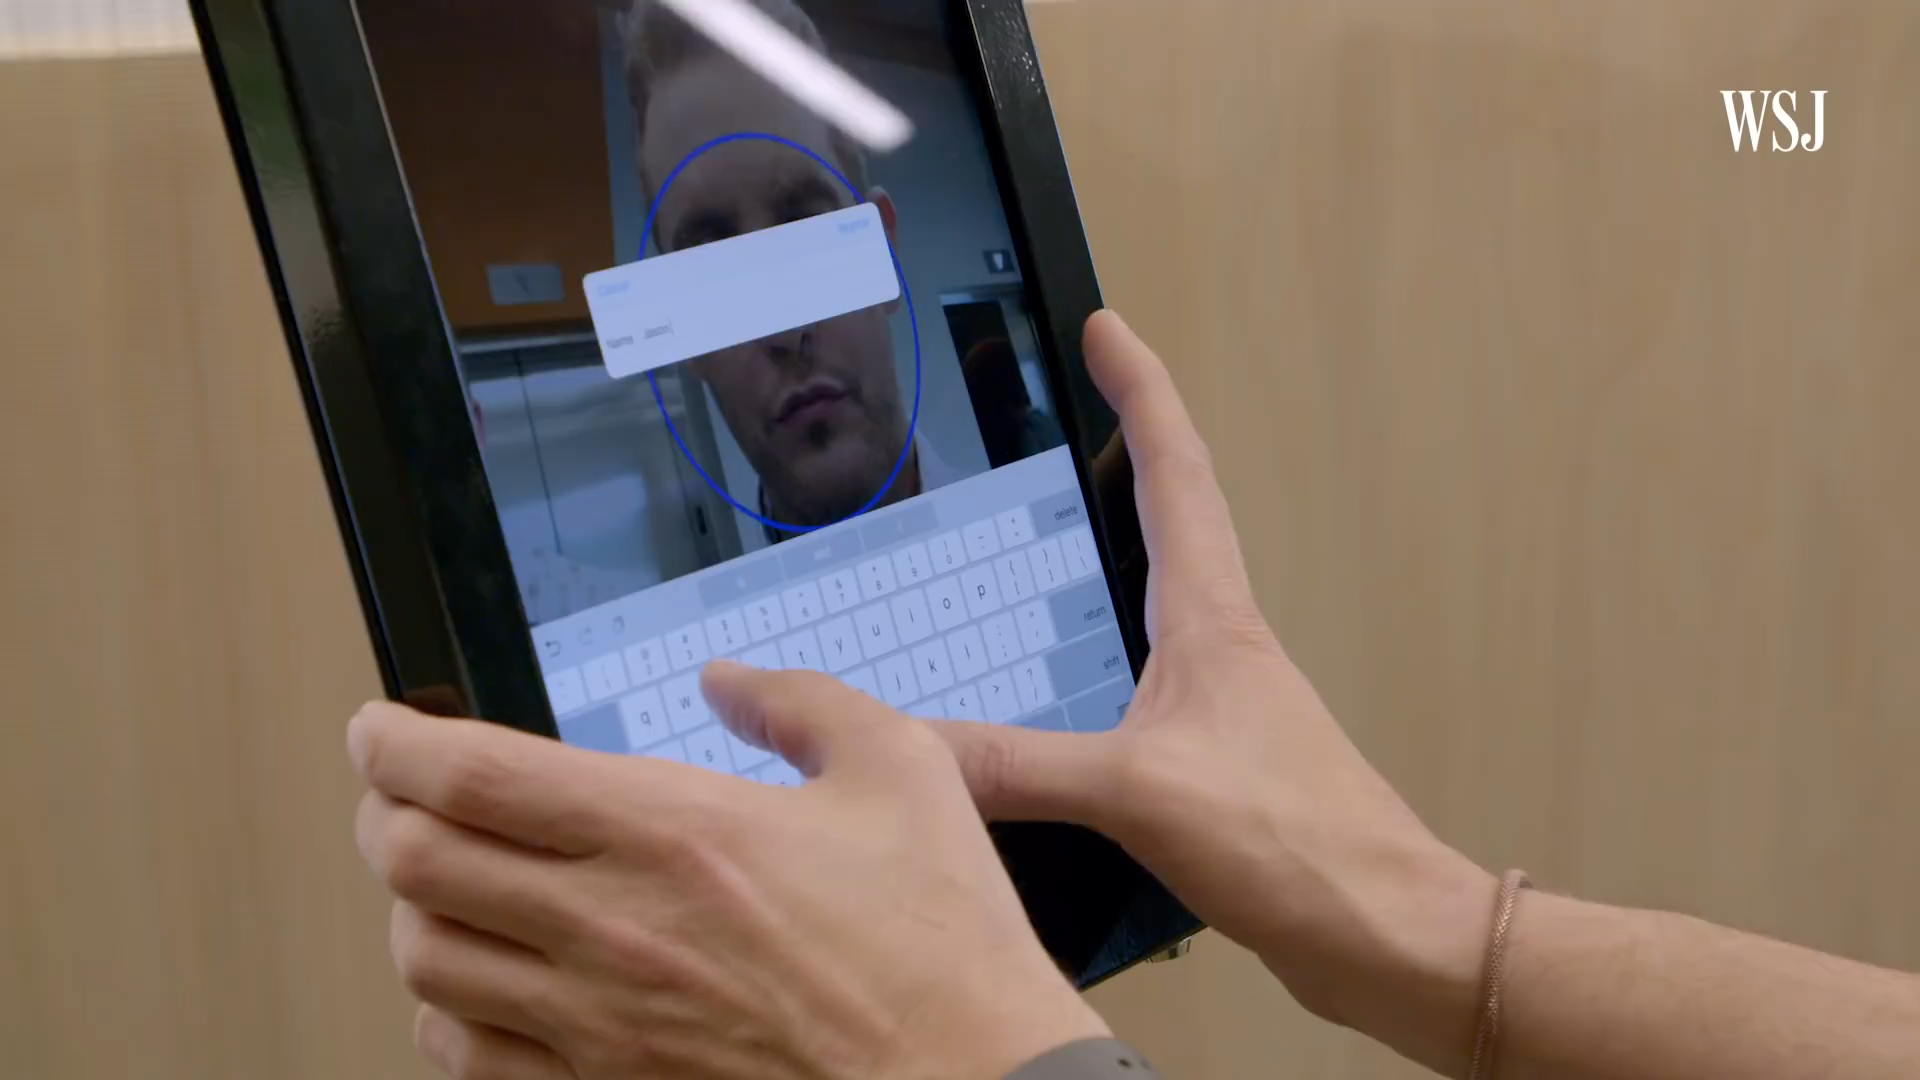 WSJ
Cancel
Register
Name Jason
delete
t y u i o p
return
q w
j k l
shift
s